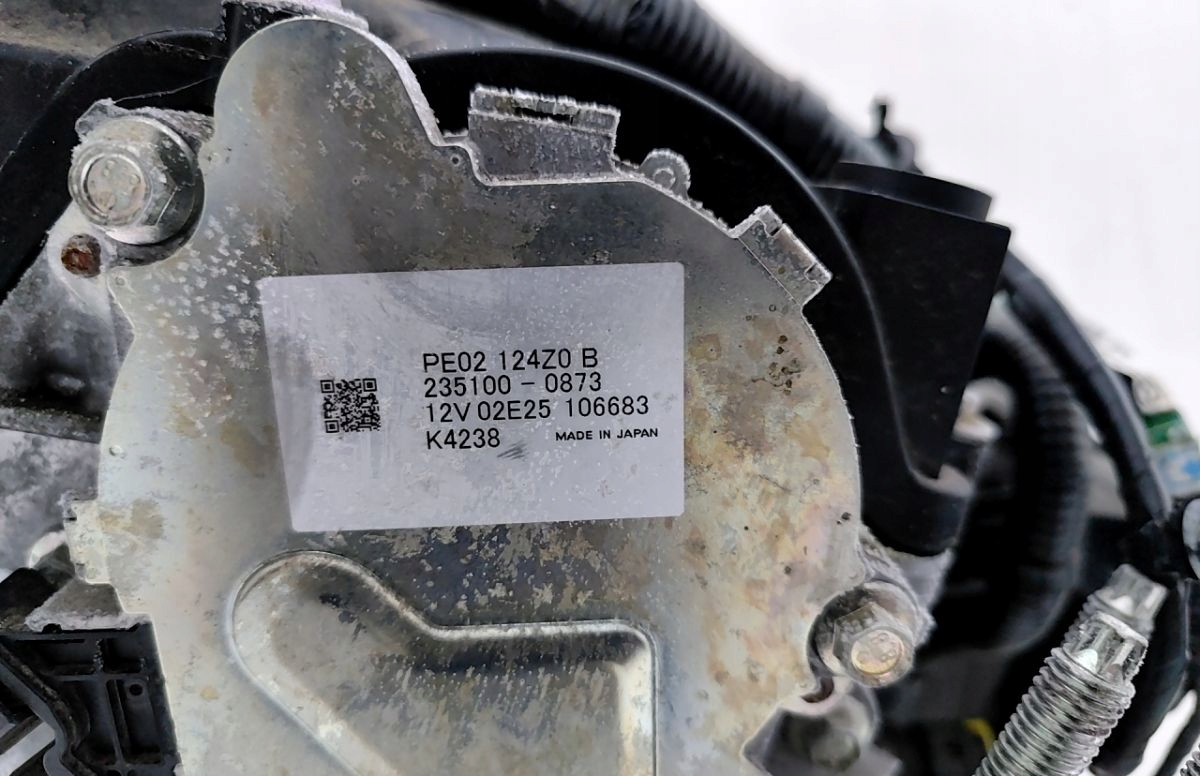 PE02 124Z0 B
235100-0873
12V 02E25 106683
K4238 MADE IN JAPAN